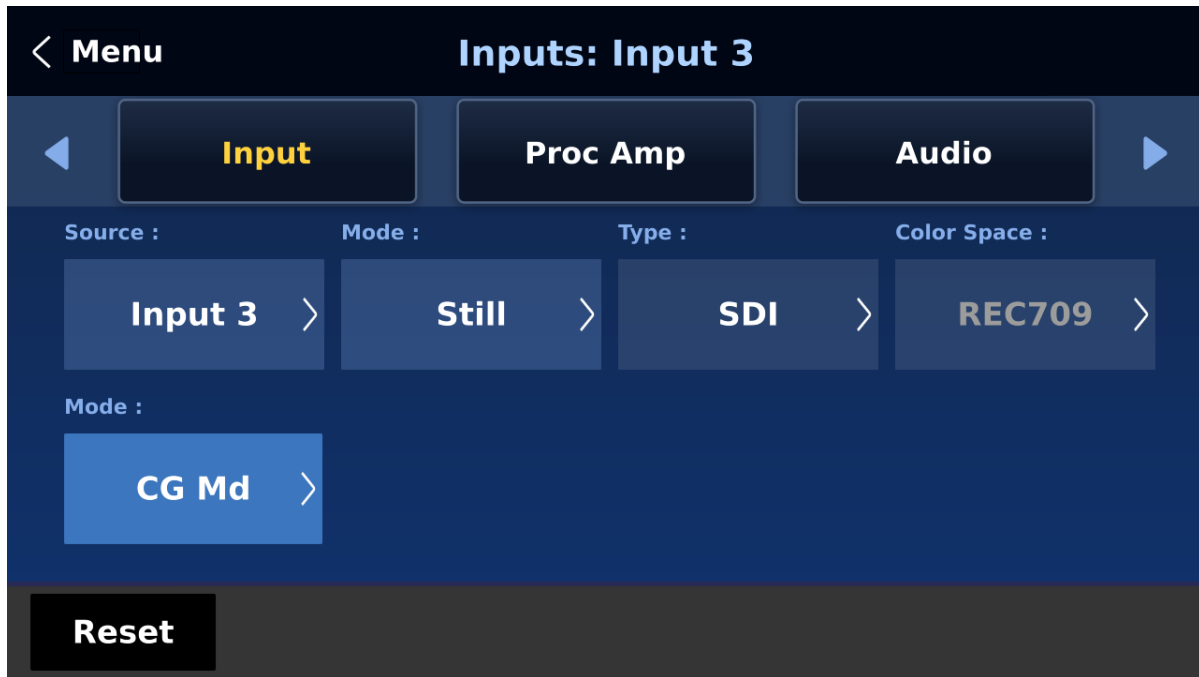 Menu
Inputs: Input 3
Input
Proc Amp
Audio
Source :
Mode :
Type :
Color Space :
Input 3
Still
SDI
REC709
Mode :
CG Md
Reset